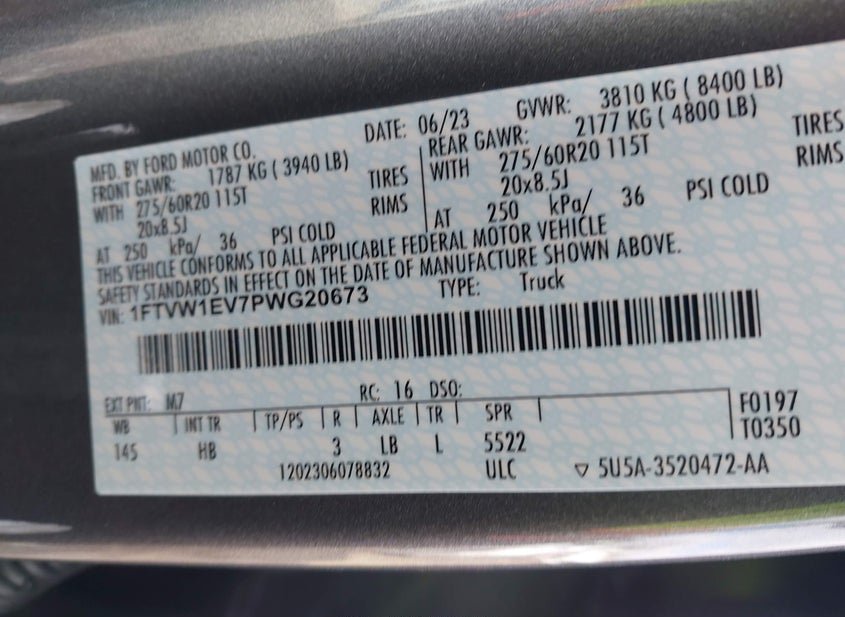 MFD. BY FORD MOTOR CO. DATE: 06/23 GVWR: 3810 KG ( 8400 LB)
FRONT GAWR: 1787 KG ( 3940 LB) REAR GAWR: 2177 KG ( 4800 LB)
WITH 275/60R20 115T TIRES WITH 275/60R20 115T TIRES
20x8.5J RIMS 20x8.5J RIMS
AT 250 kPa/ 36 PSI COLD AT 250 kPa/ 36 PSI COLD
THIS VEHICLE CONFORMS TO ALL APPLICABLE FEDERAL MOTOR VEHICLE
SAFETY STANDARDS IN EFFECT ON THE DATE OF MANUFACTURE SHOWN ABOVE.
VIN: 1FTVW1EV7PWG20673 TYPE: Truck
EXT PNT: M7 RC: 16 DSO:
WB INT TR TP/PS R AXLE TR SPR F0197
145 HB 3 LB L 5522 T0350
1202306078832 ULC ▽ 5U5A-3520472-AA